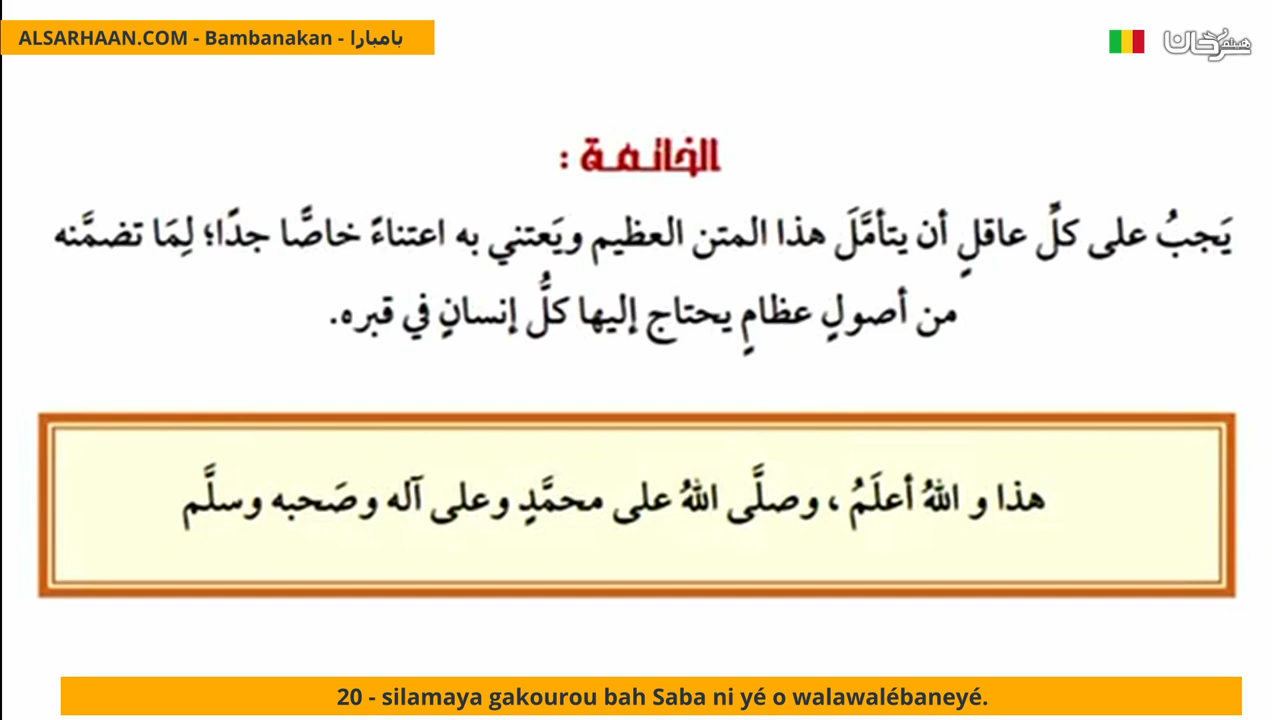 ALSARHAAN.COM - Bambanakan - بامبارا
هيثم سرحان
الخاتمة :
يَجبُ على كلِّ عاقلٍ أن يتأمَّلَ هذا المتن العظيم ويَعتني به اعتناءً خاصًّا جدًا؛ لِمَا تضمَّنه
من أصولٍ عظامٍ يحتاج إليها كلُّ إنسانٍ في قبره.
هذا و اللهُ أعلَمُ ، وصلَّى اللهُ على محمَّدٍ وعلى آله وصَحبه وسلَّم
20 - silamaya gakourou bah Saba ni yé o walawalébaneyé.